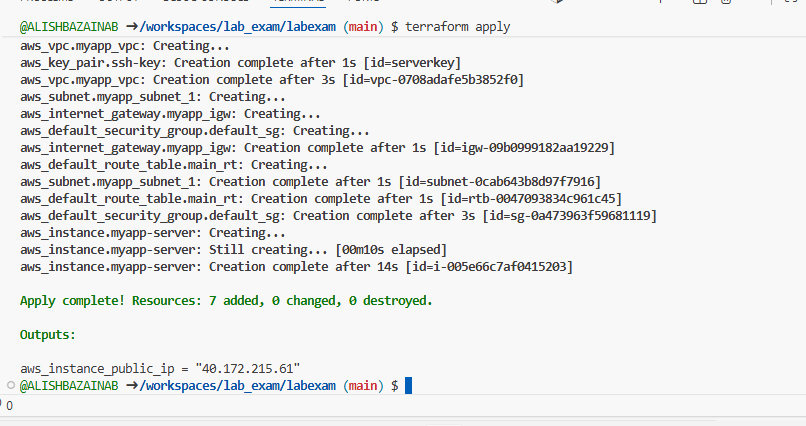 @ALISHBAZAINAB ➜/workspaces/lab_exam/labexam (main) $ terraform apply
aws_vpc.myapp_vpc: Creating...
aws_key_pair.ssh-key: Creation complete after 1s [id=serverkey]
aws_vpc.myapp_vpc: Creation complete after 3s [id=vpc-0708adafe5b3852f0]
aws_subnet.myapp_subnet_1: Creating...
aws_internet_gateway.myapp_igw: Creating...
aws_default_security_group.default_sg: Creating...
aws_internet_gateway.myapp_igw: Creation complete after 1s [id=igw-09b0999182aa19229]
aws_default_route_table.main_rt: Creating...
aws_subnet.myapp_subnet_1: Creation complete after 1s [id=subnet-0cab643b8d97f7916]
aws_default_route_table.main_rt: Creation complete after 1s [id=rtb-0047093834c961c45]
aws_default_security_group.default_sg: Creation complete after 3s [id=sg-0a473963f59681119]
aws_instance.myapp-server: Creating...
aws_instance.myapp-server: Still creating... [00m10s elapsed]
aws_instance.myapp-server: Creation complete after 14s [id=i-005e66c7af0415203]
Apply complete! Resources: 7 added, 0 changed, 0 destroyed.
Outputs:
aws_instance_public_ip = "40.172.215.61"
@ALISHBAZAINAB ➜/workspaces/lab_exam/labexam (main) $
0